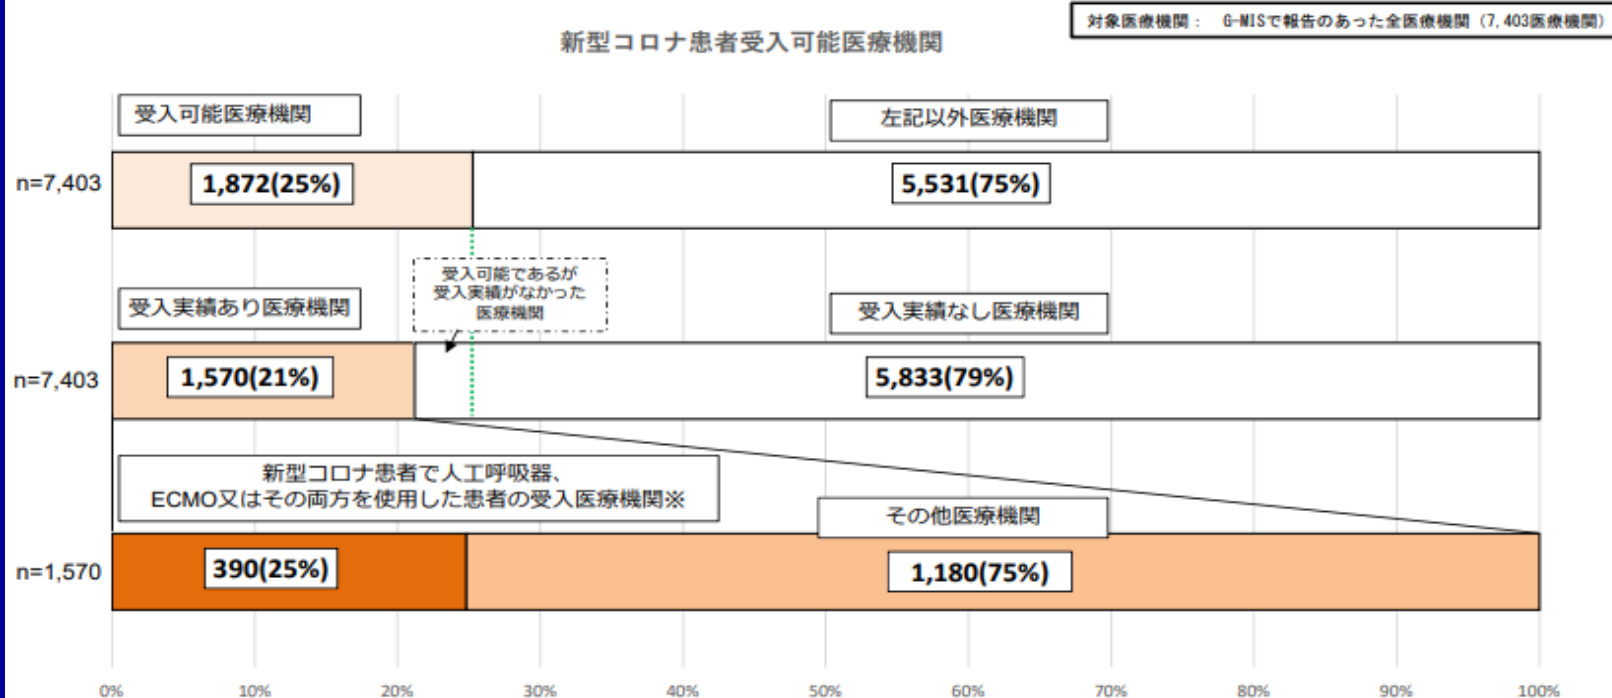 対象医療機関： G-MISで報告のあった全医療機関（7,403医療機関）
新型コロナ患者受入可能医療機関
受入可能医療機関
左記以外医療機関
n=7,403
1,872(25%)
5,531(75%)
受入可能であるが
受入実績がなかった
医療機関
受入実績あり医療機関
受入実績なし医療機関
n=7,403
1,570(21%)
5,833(79%)
新型コロナ患者で人工呼吸器、
ECMO又はその両方を使用した患者の受入医療機関※
その他医療機関
n=1,570
390(25%)
1,180(75%)
0% 10% 20% 30% 40% 50% 60% 70% 80% 90% 100%